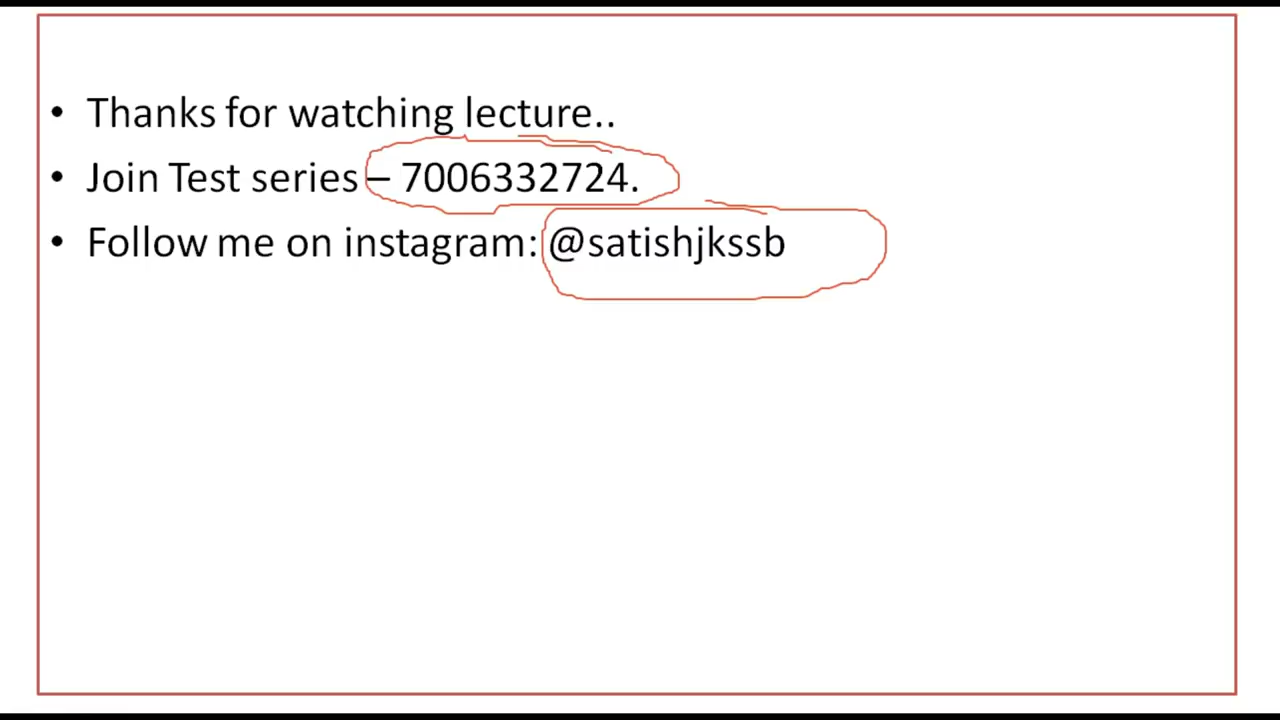 • Thanks for watching lecture..
• Join Test series – 7006332724.
• Follow me on instagram: @satishjkssb